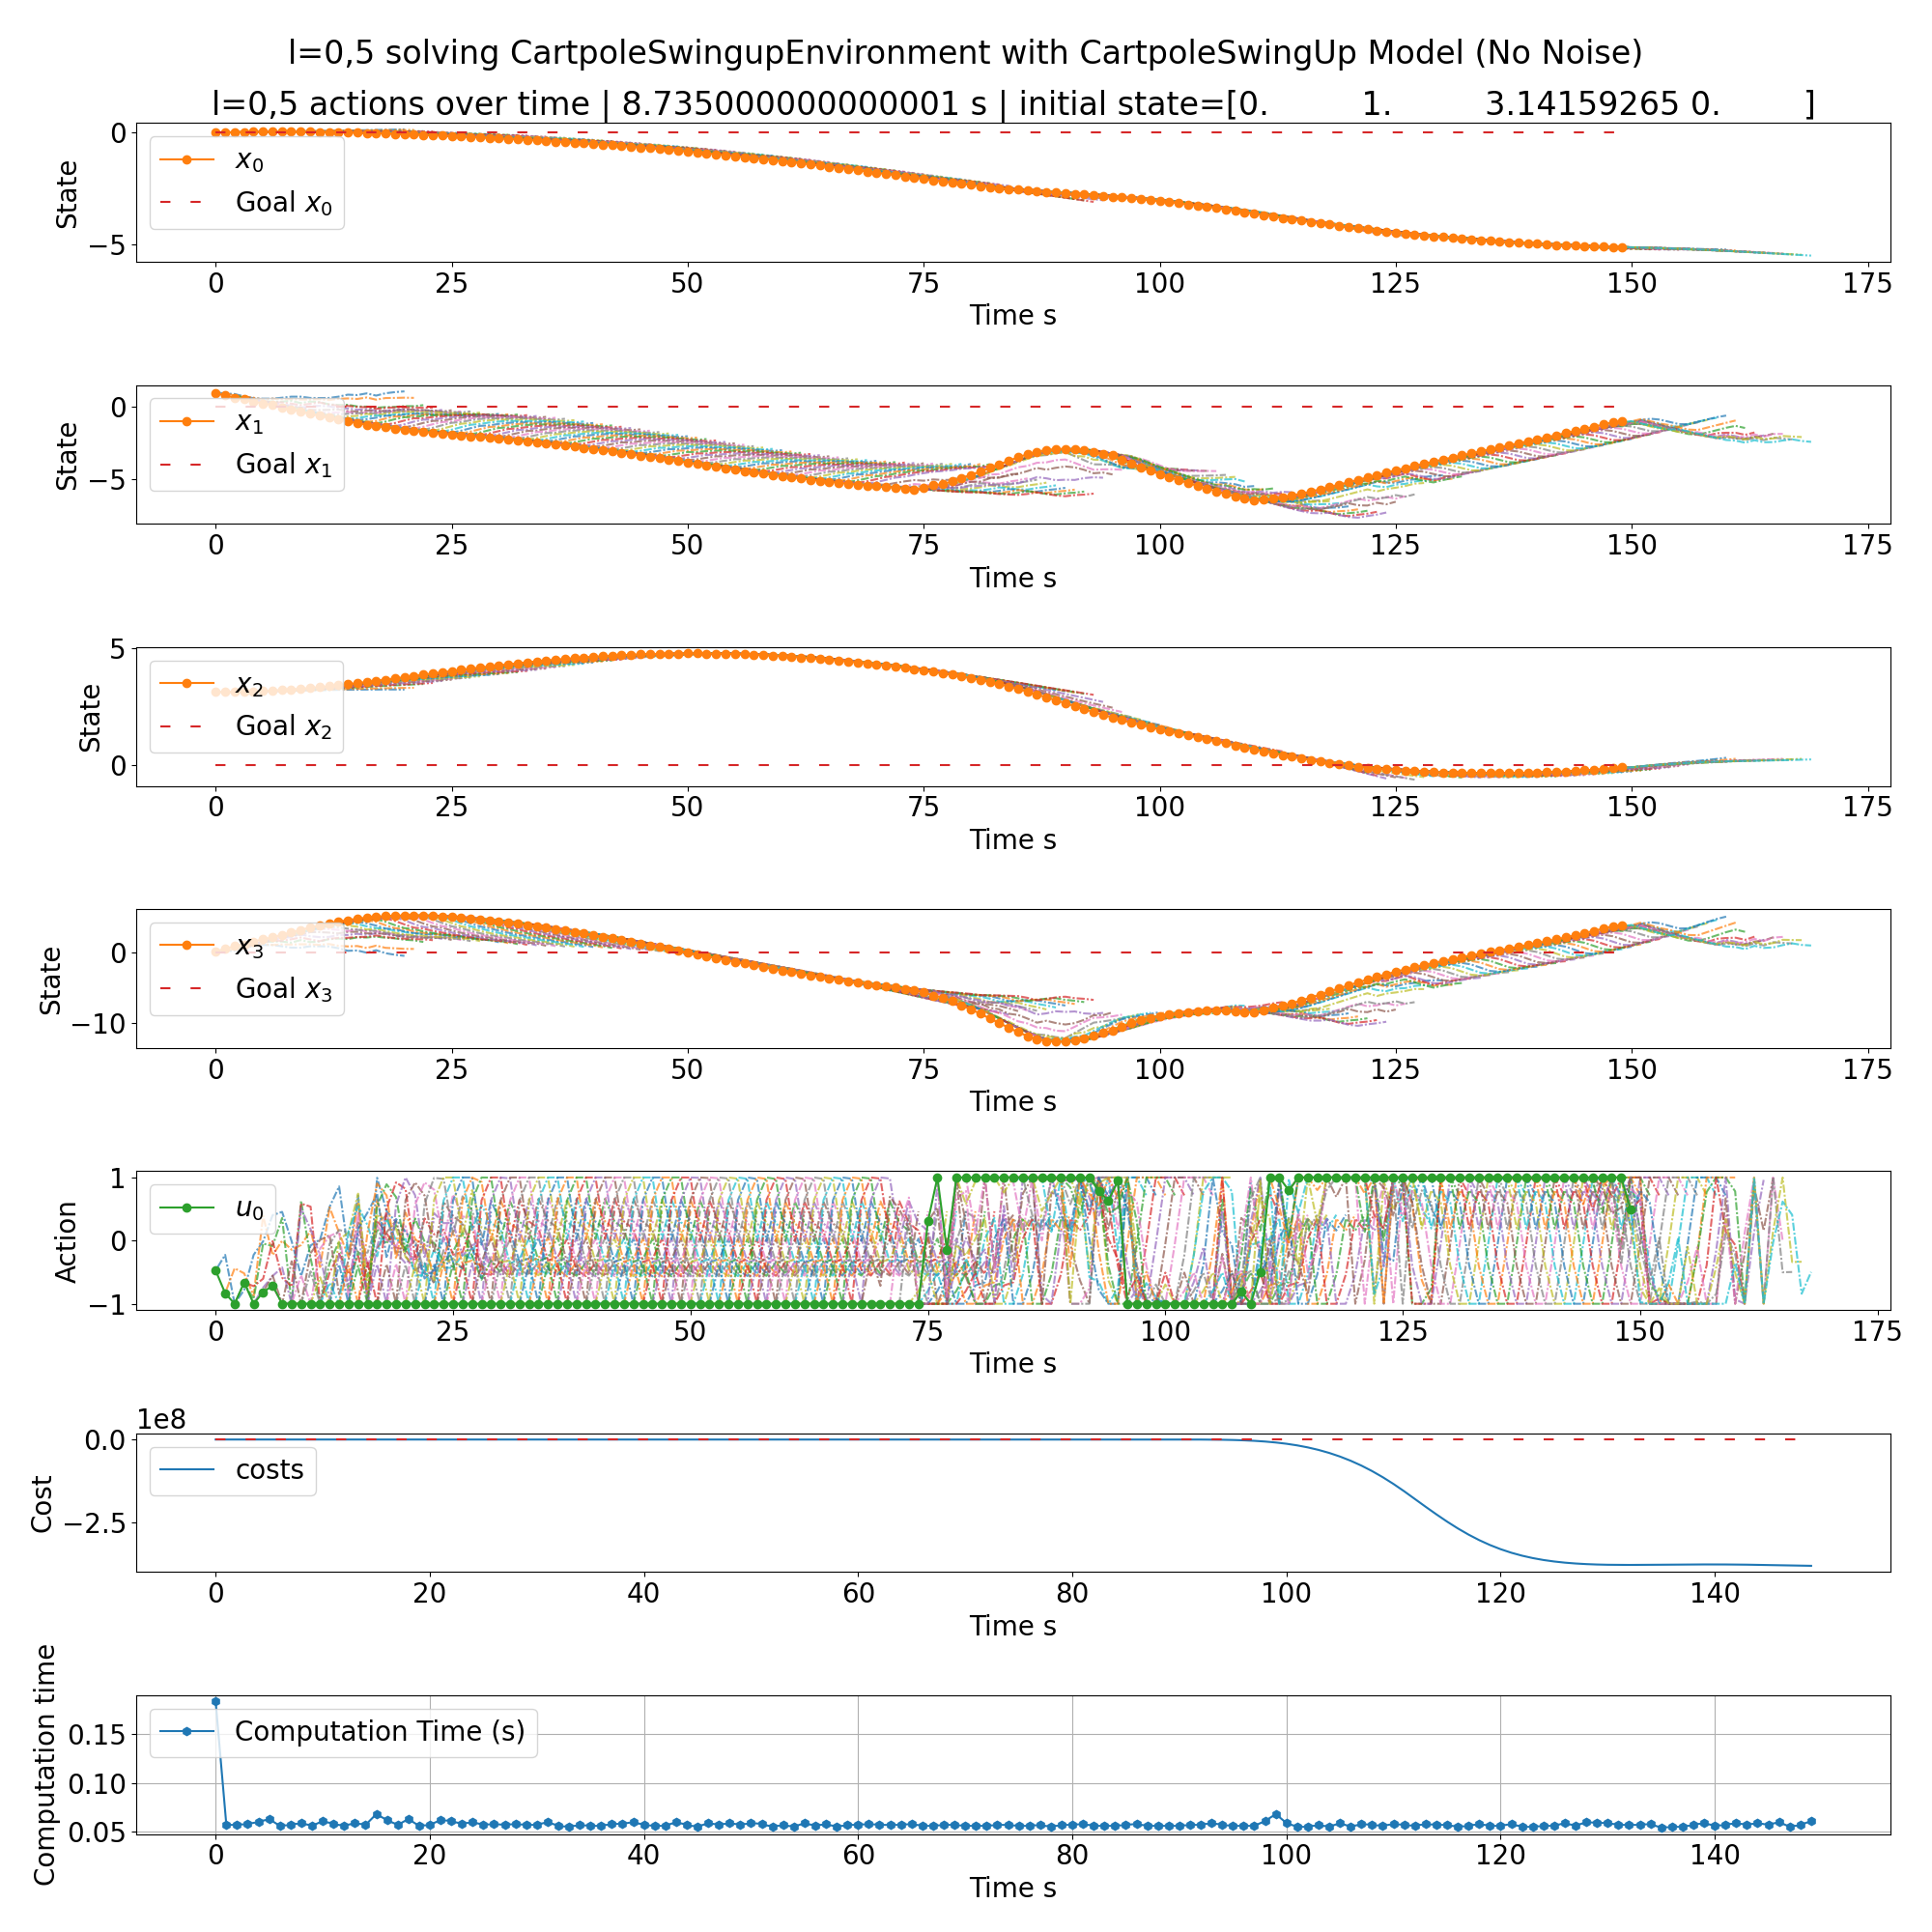 l=0,5 solving CartpoleSwingupEnvironment with CartpoleSwingUp Model (No Noise)
l=0,5 actions over time | 8.735000000000001 s | initial state=[0. 1. 3.14159265 0. ]
0
−5
State
x0
Goal x0
0 25 50 75 100 125 150 175
Time s
0
−5
State
x1
Goal x1
0 25 50 75 100 125 150 175
Time s
5
0
State
x2
Goal x2
0 25 50 75 100 125 150 175
Time s
0
−10
State
x3
Goal x3
0 25 50 75 100 125 150 175
Time s
1
0
−1
Action
u0
0 25 50 75 100 125 150 175
Time s
1e8
0.0
−2.5
Cost
costs
0 20 40 60 80 100 120 140
Time s
0.15
0.10
0.05
Computation time
Computation Time (s)
0 20 40 60 80 100 120 140
Time s